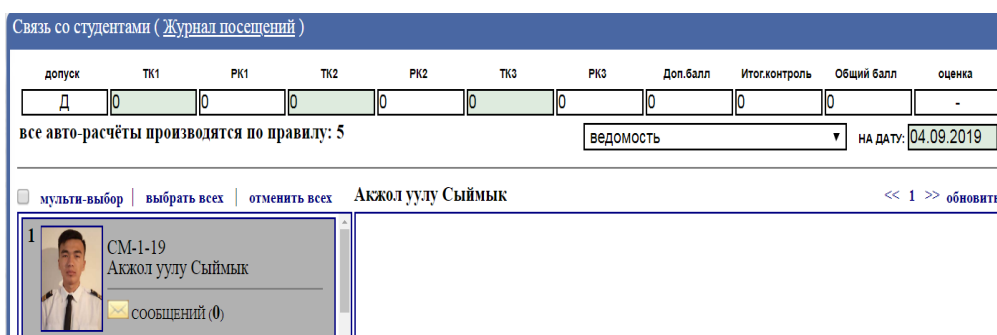 Связь со студентами ( Журнал посещений )
допуск ТК1 РК1 ТК2 РК2 ТК3 РК3 Доп.балл Итог.контроль Общий балл оценка
Д 0 0 0 0 0 0 0 0 0 -
все авто-расчёты производятся по правилу: 5 ведомость НА ДАТУ: 04.09.2019
мульти-выбор | выбрать всех | отменить всех Акжол уулу Сыймык << 1 >> обновить
1 СМ-1-19
Акжол уулу Сыймык
СООБЩЕНИЙ (0)